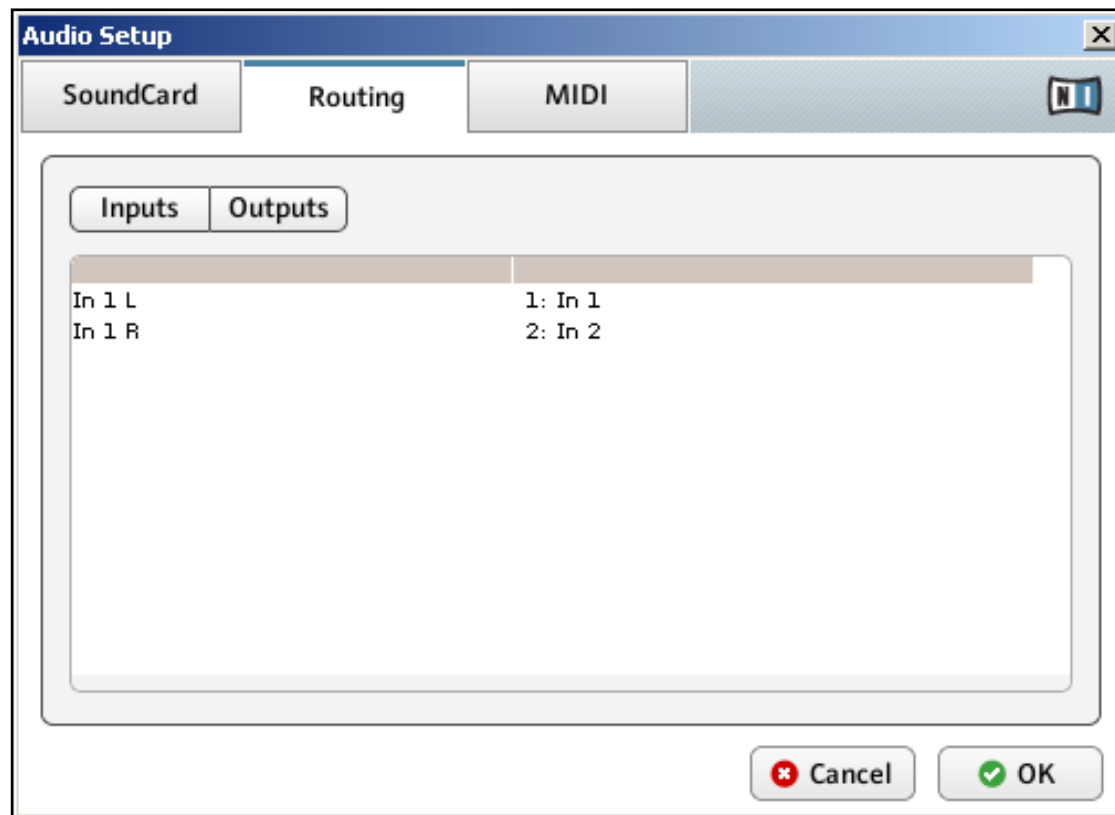 Audio Setup
SoundCard Routing MIDI
NI
Inputs Outputs
In 1 L 1: In 1
In 1 R 2: In 2
Cancel OK